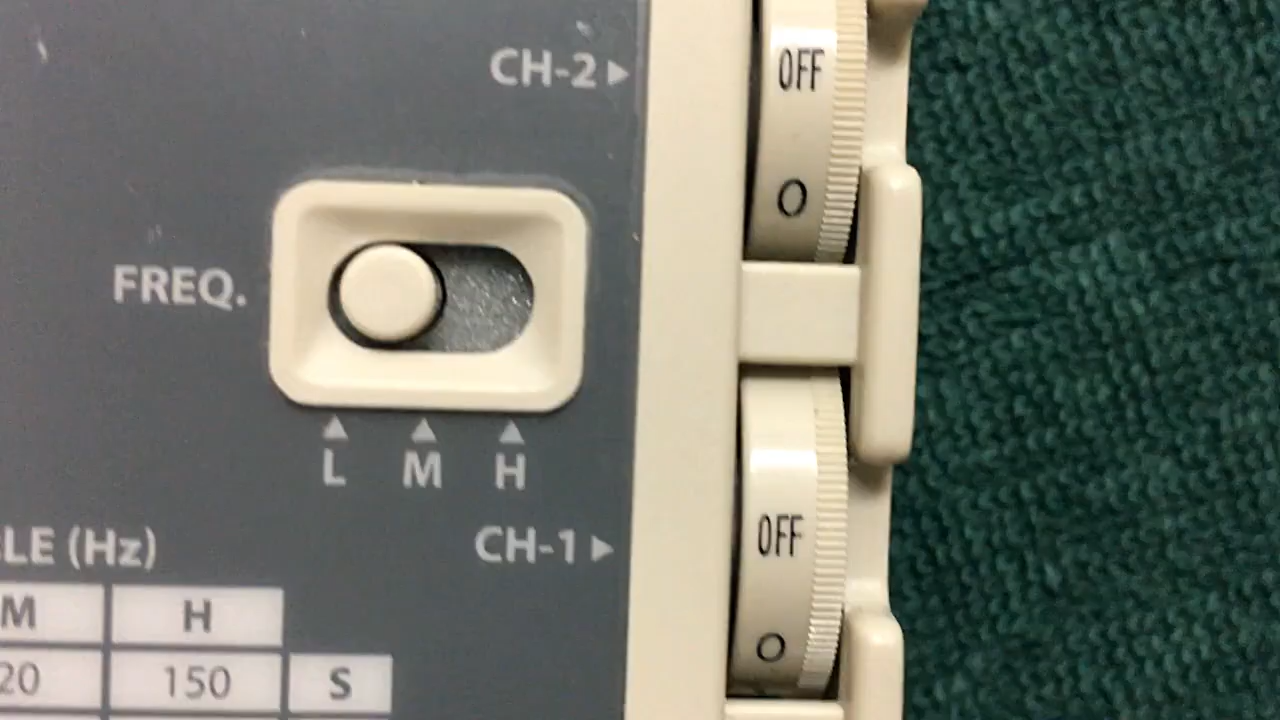 CH-2 ▶
OFF
O
FREQ.
L M H
CH-1 ▶
OFF
O
LE (Hz)
M H
20 150 S